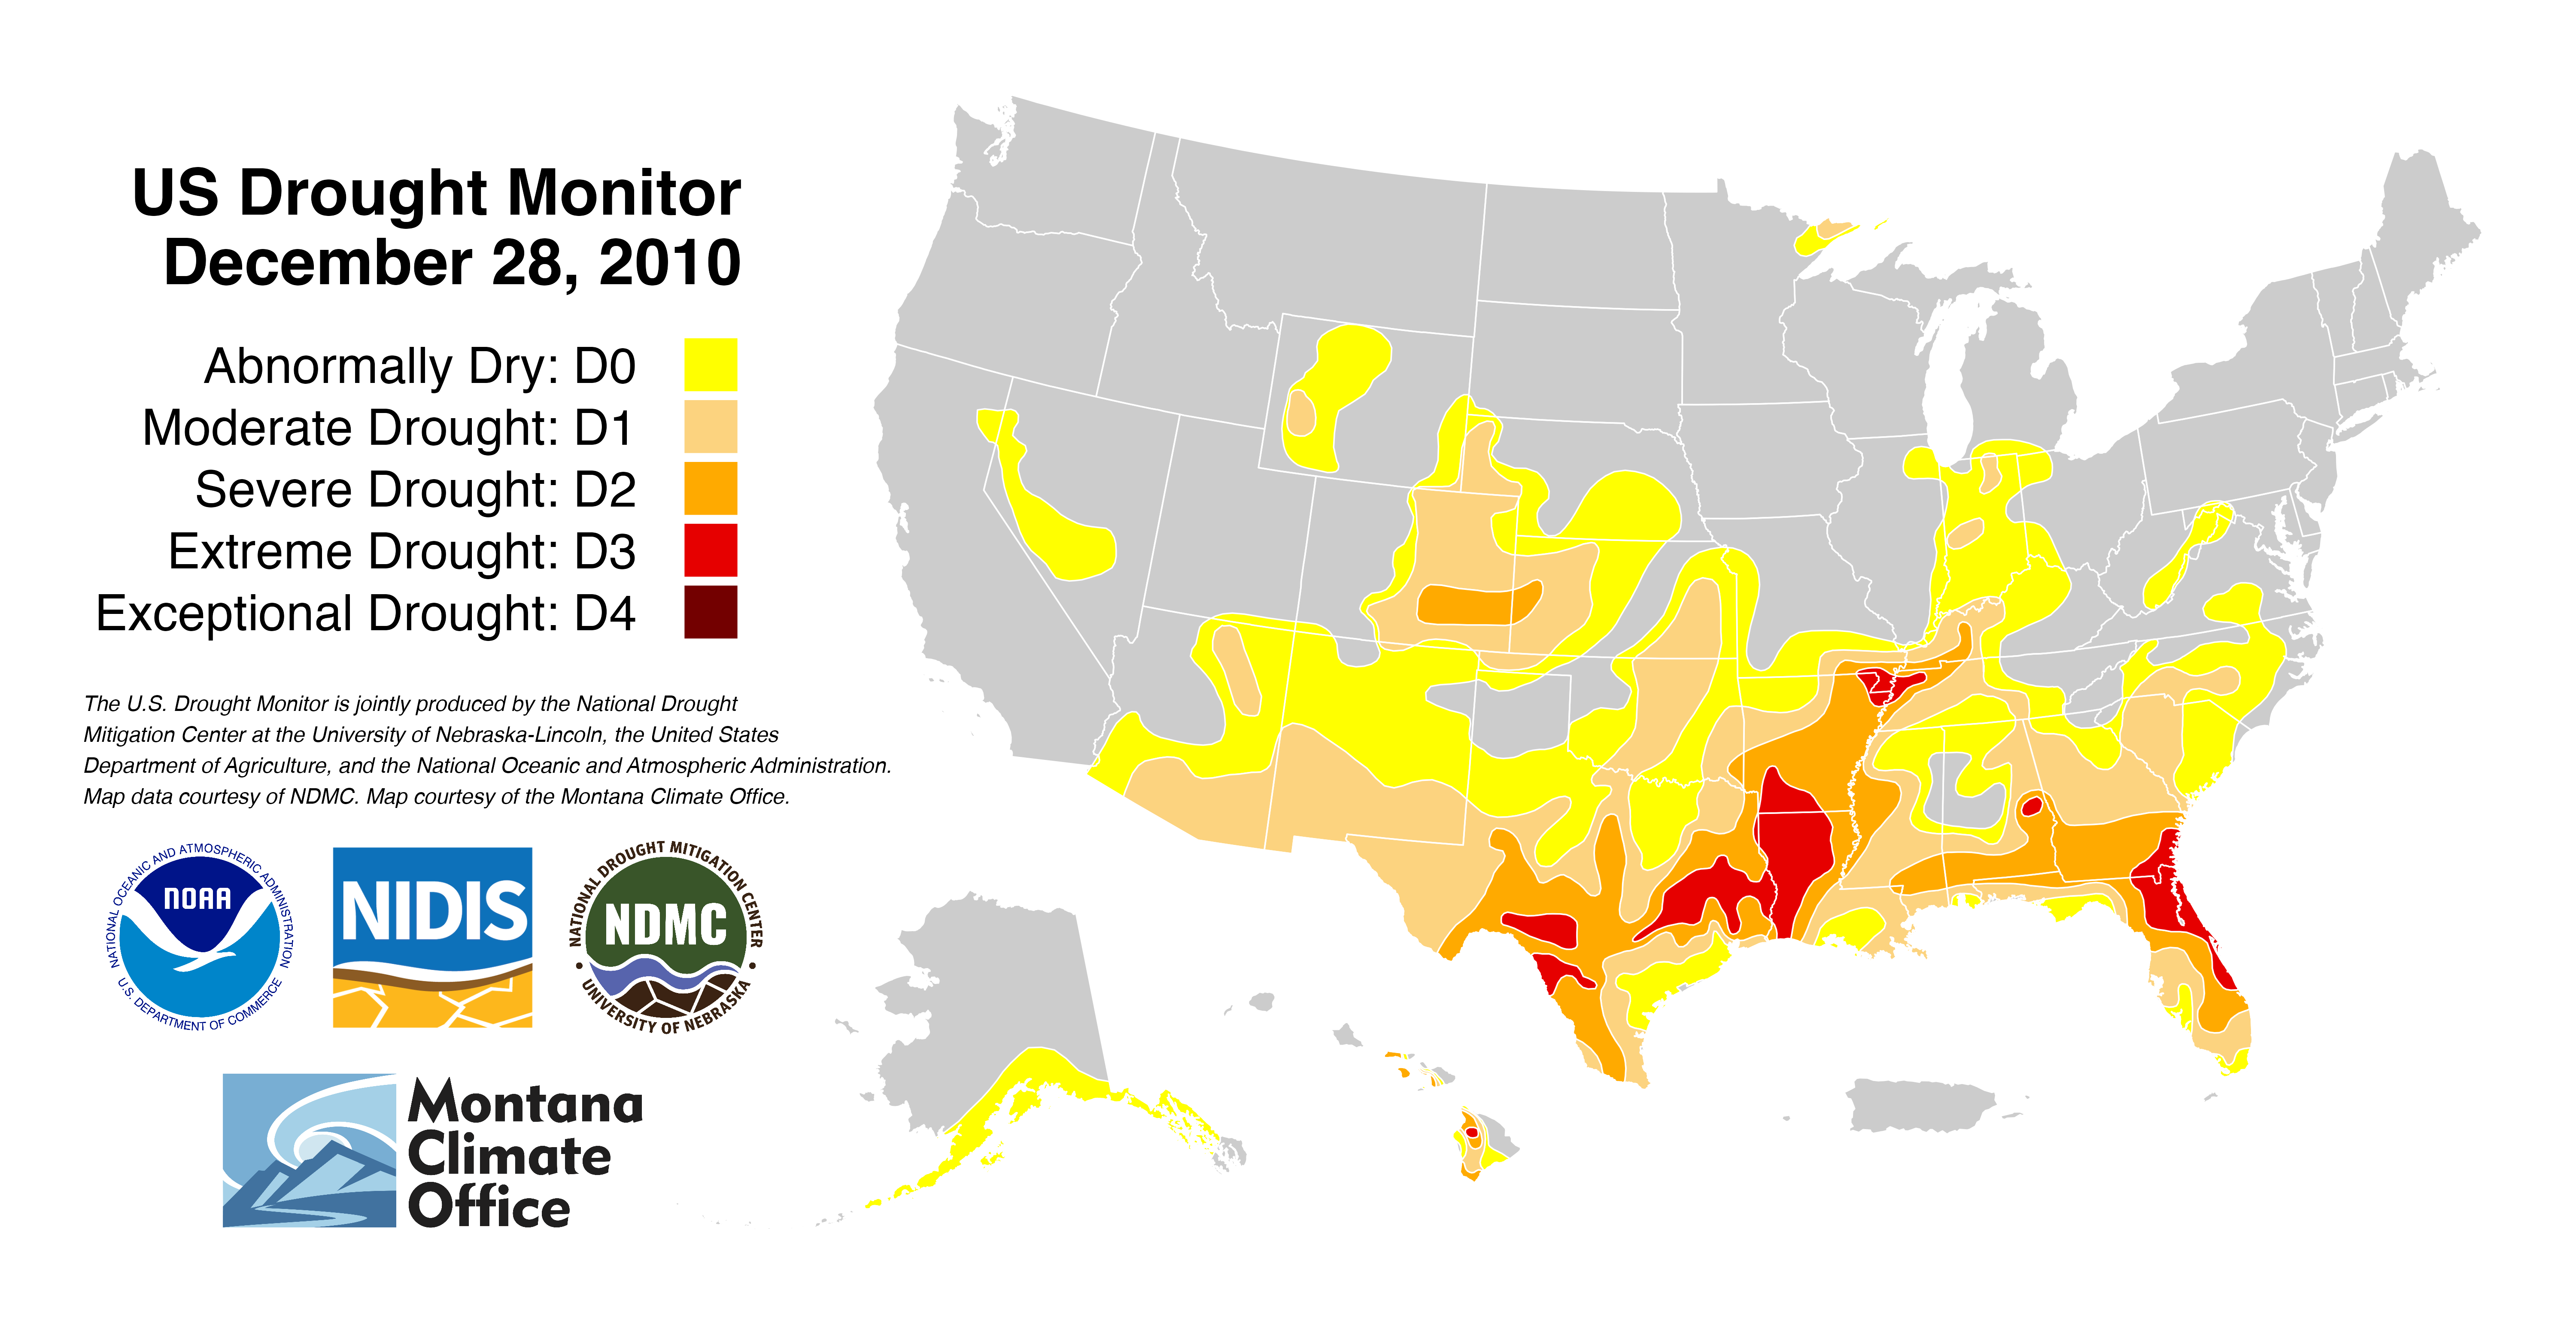 US Drought Monitor
December 28, 2010
Abnormally Dry: D0
Moderate Drought: D1
Severe Drought: D2
Extreme Drought: D3
Exceptional Drought: D4
The U.S. Drought Monitor is jointly produced by the National Drought
Mitigation Center at the University of Nebraska-Lincoln, the United States
Department of Agriculture, and the National Oceanic and Atmospheric Administration.
Map data courtesy of NDMC. Map courtesy of the Montana Climate Office.
NATIONAL OCEANIC AND ATMOSPHERIC ADMINISTRATION
NOAA
U.S. DEPARTMENT OF COMMERCE
NIDIS
NATIONAL DROUGHT MITIGATION CENTER
NDMC
UNIVERSITY OF NEBRASKA
Montana
Climate
Office